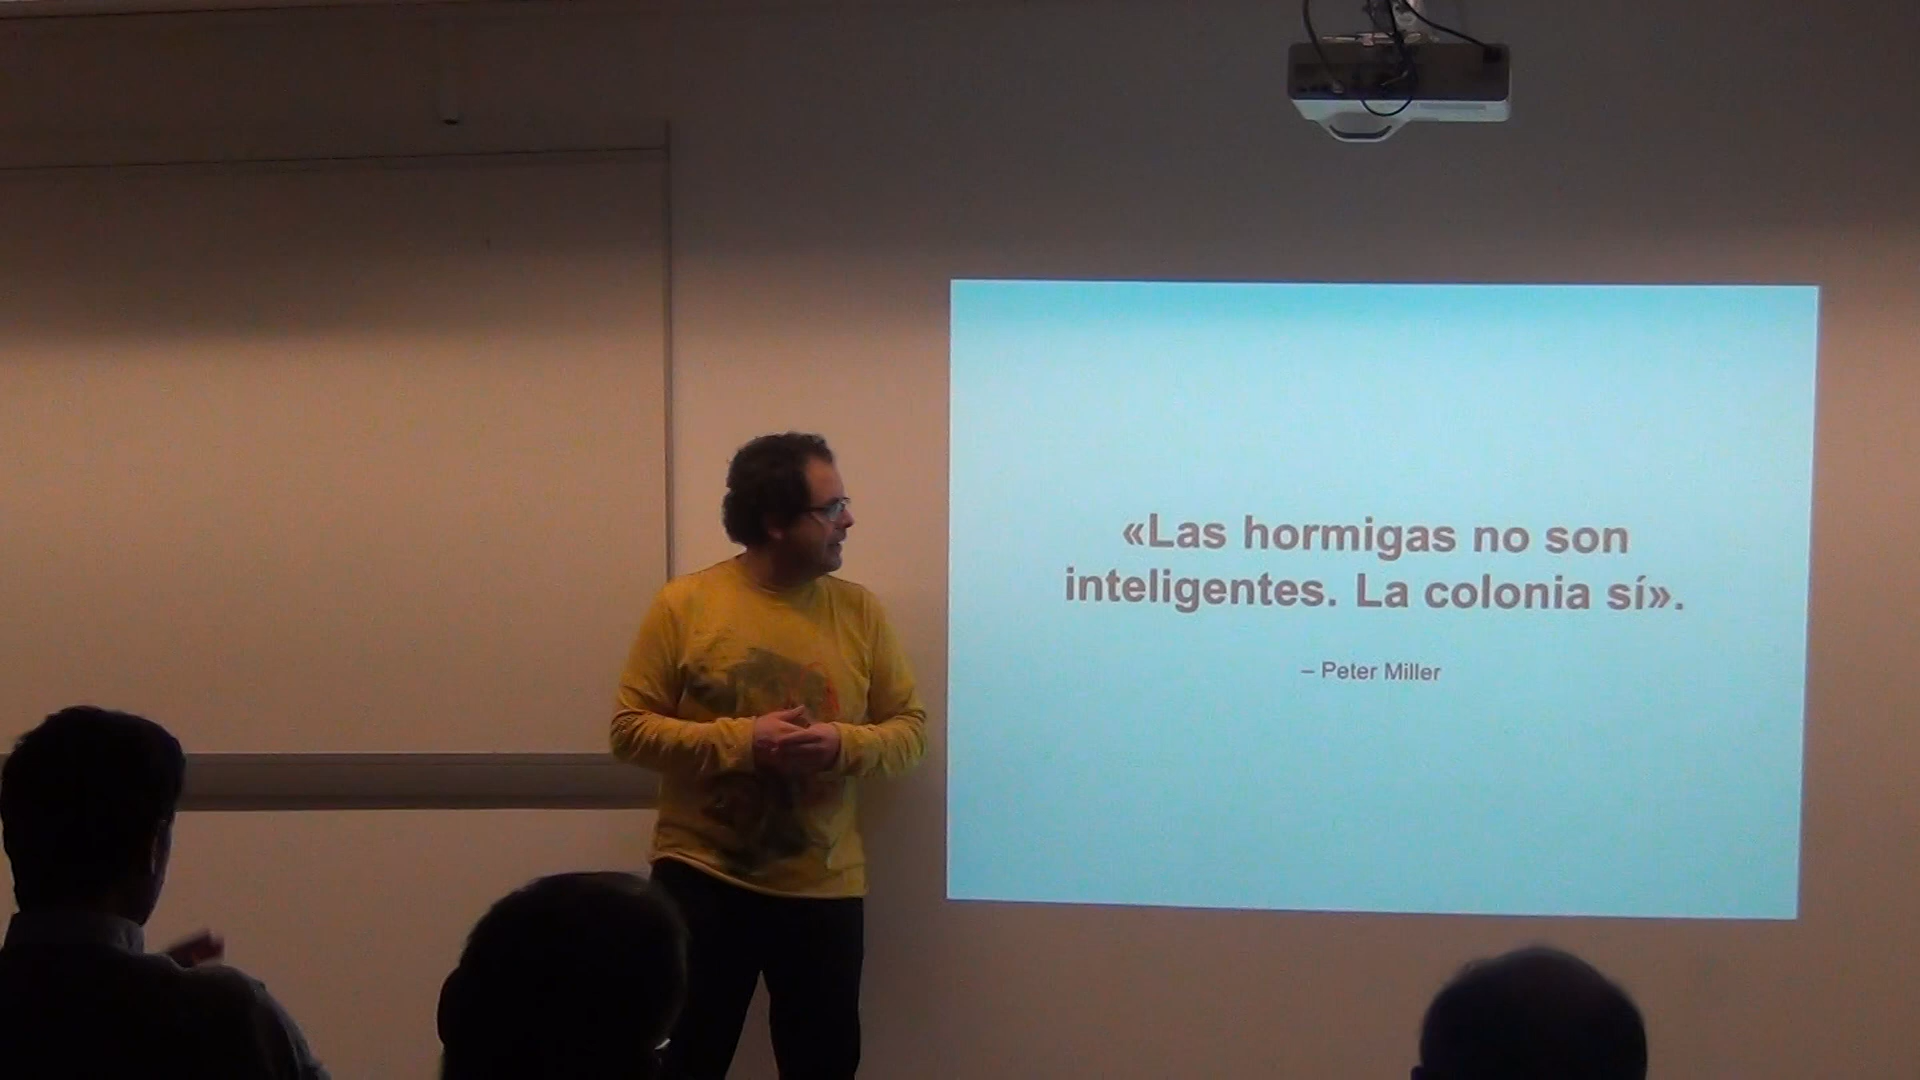 «Las hormigas no son
inteligentes. La colonia sí».
– Peter Miller